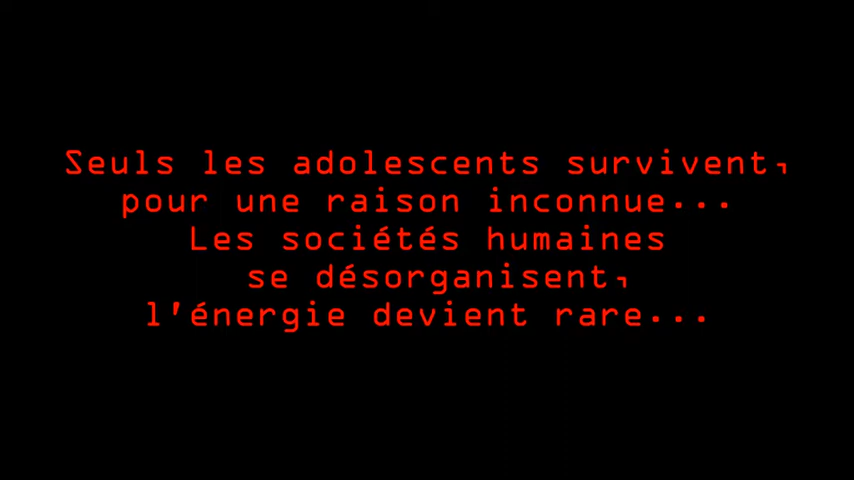 Seuls les adolescents survivent,
pour une raison inconnue...
Les sociétés humaines
se désorganisent,
l'énergie devient rare...